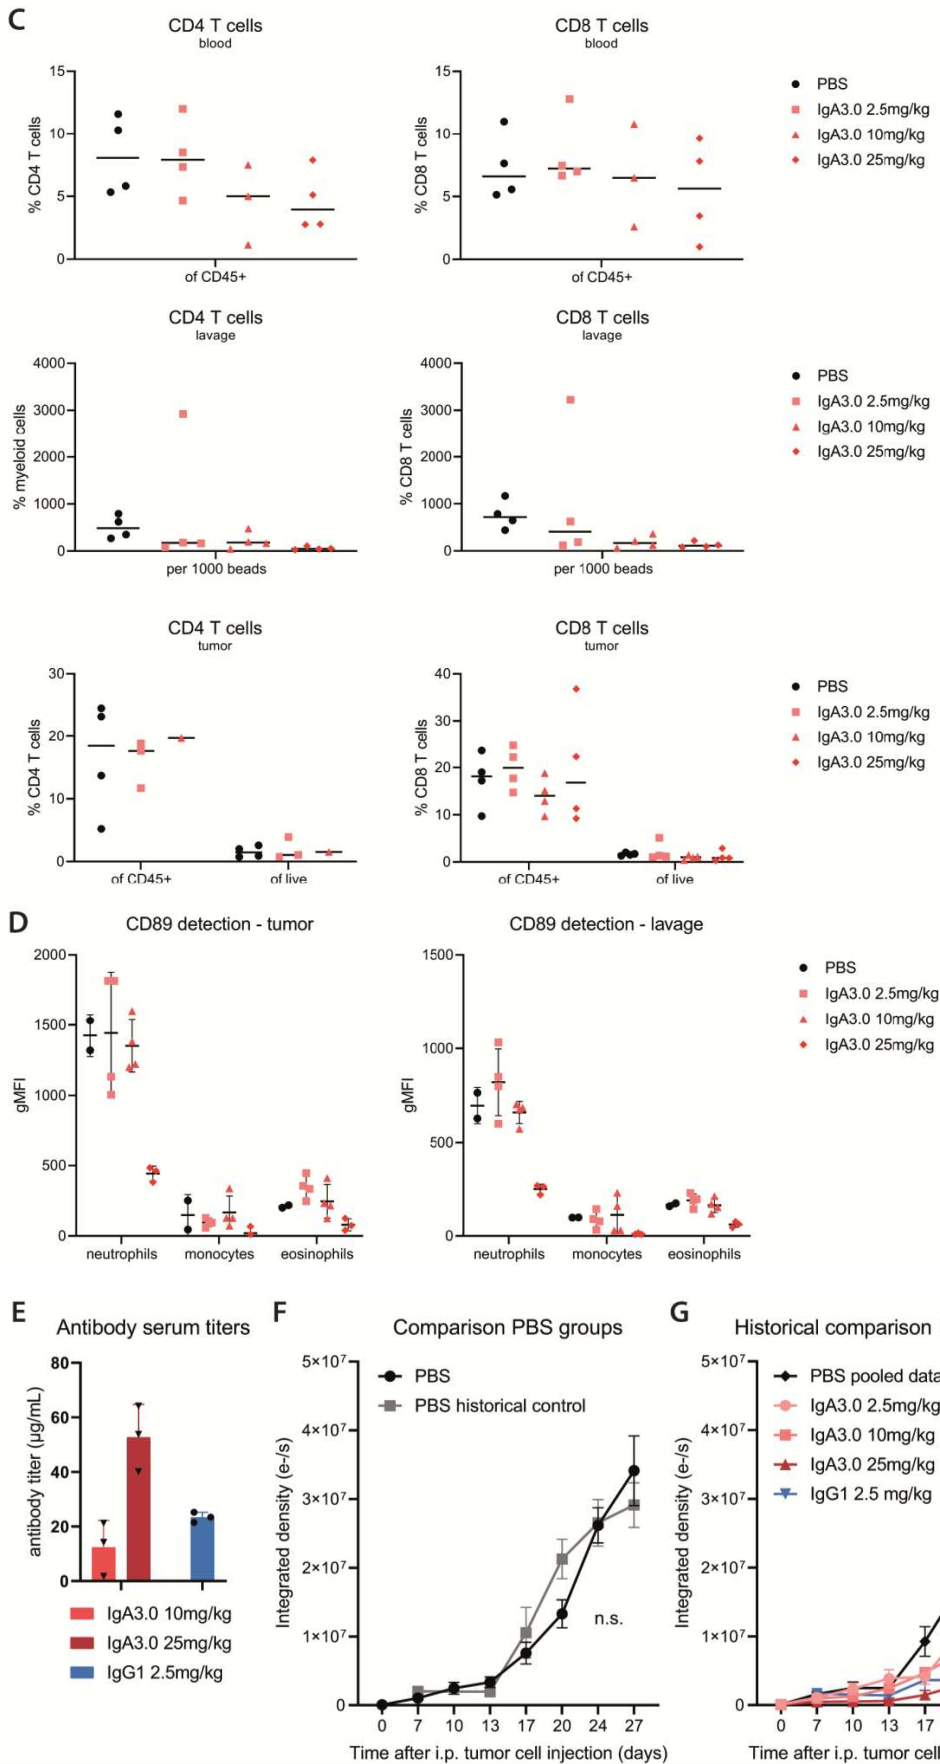 C
CD4 T cells
blood
15
10
5
0
% CD4 T cells
of CD45+
CD8 T cells
blood
15
10
5
0
% CD8 T cells
of CD45+
PBS
IgA3.0 2.5mg/kg
IgA3.0 10mg/kg
IgA3.0 25mg/kg
CD4 T cells
lavage
4000
3000
2000
1000
0
% myeloid cells
per 1000 beads
CD8 T cells
lavage
4000
3000
2000
1000
0
% CD8 T cells
per 1000 beads
PBS
IgA3.0 2.5mg/kg
IgA3.0 10mg/kg
IgA3.0 25mg/kg
CD4 T cells
tumor
30
20
10
0
% CD4 T cells
of CD45+
of live
CD8 T cells
tumor
40
30
20
10
0
% CD8 T cells
of CD45+
of live
PBS
IgA3.0 2.5mg/kg
IgA3.0 10mg/kg
IgA3.0 25mg/kg
D
CD89 detection - tumor
2000
1500
1000
500
0
gMFI
neutrophils
monocytes
eosinophils
CD89 detection - lavage
1500
1000
500
0
gMFI
neutrophils
monocytes
eosinophils
PBS
IgA3.0 2.5mg/kg
IgA3.0 10mg/kg
IgA3.0 25mg/kg
E
Antibody serum titers
80
60
40
20
0
antibody titer (µg/mL)
IgA3.0 10mg/kg
IgA3.0 25mg/kg
IgG1 2.5mg/kg
F
Comparison PBS groups
5×10⁷
4×10⁷
3×10⁷
2×10⁷
1×10⁷
0
Integrated density (e-/s)
PBS
PBS historical control
n.s.
0 7 10 13 17 20 24 27
Time after i.p. tumor cell injection (days)
G
Historical comparison
5×10⁷
4×10⁷
3×10⁷
2×10⁷
1×10⁷
0
Integrated density (e-/s)
PBS pooled data
IgA3.0 2.5mg/kg
IgA3.0 10mg/kg
IgA3.0 25mg/kg
IgG1 2.5 mg/kg
0 7 10 13 17
Time after i.p. tumor cell